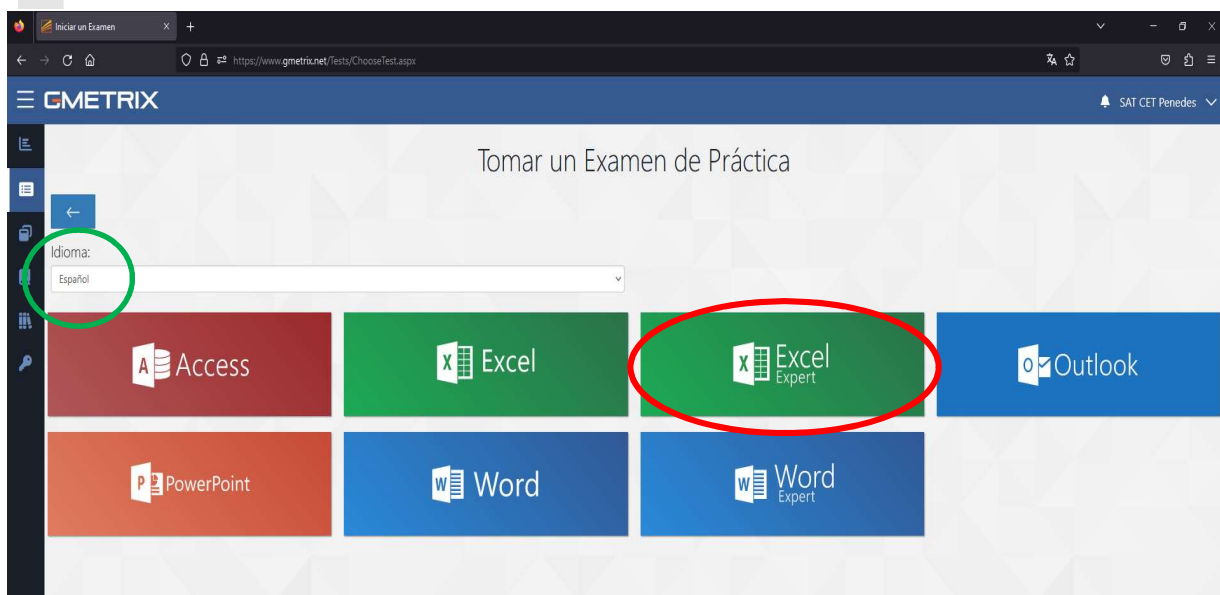 Iniciar un Examen
https://www.gmetrix.net/Tests/ChooseTest.aspx
GMETRIX
SAT CET Penedes
Tomar un Examen de Práctica
Idioma:
Español
A Access
X Excel
X Excel
Expert
O Outlook
P PowerPoint
W Word
W Word
Expert